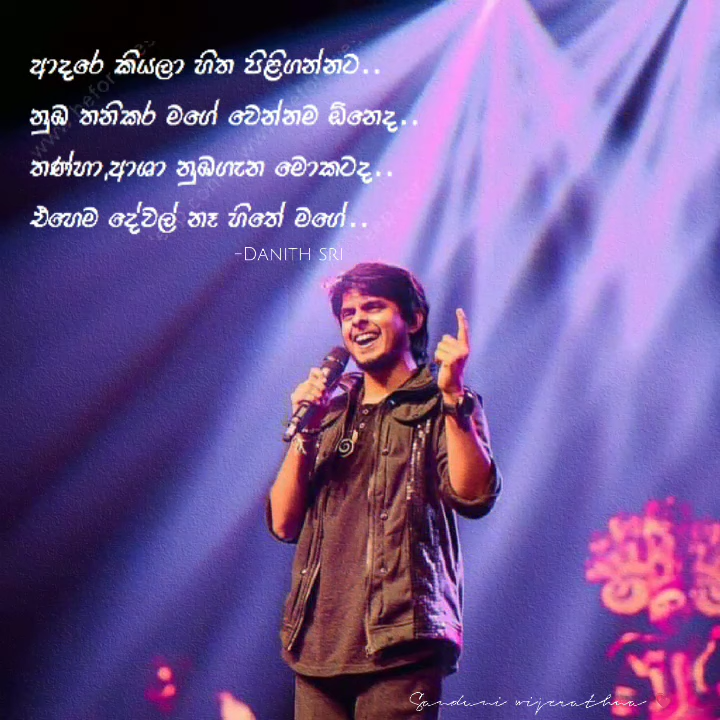 ආදරේ කියලා හිත පිළිගන්නට..
නුඹ තනිකර මගේ වෙන්නම ඕනෙද..
තණ්හා,ආශා නුඹගැන මොකටද..
එහෙම දේවල් නෑ හිතේ මගේ..
-DANITH SRI
Sanduni wijerathna